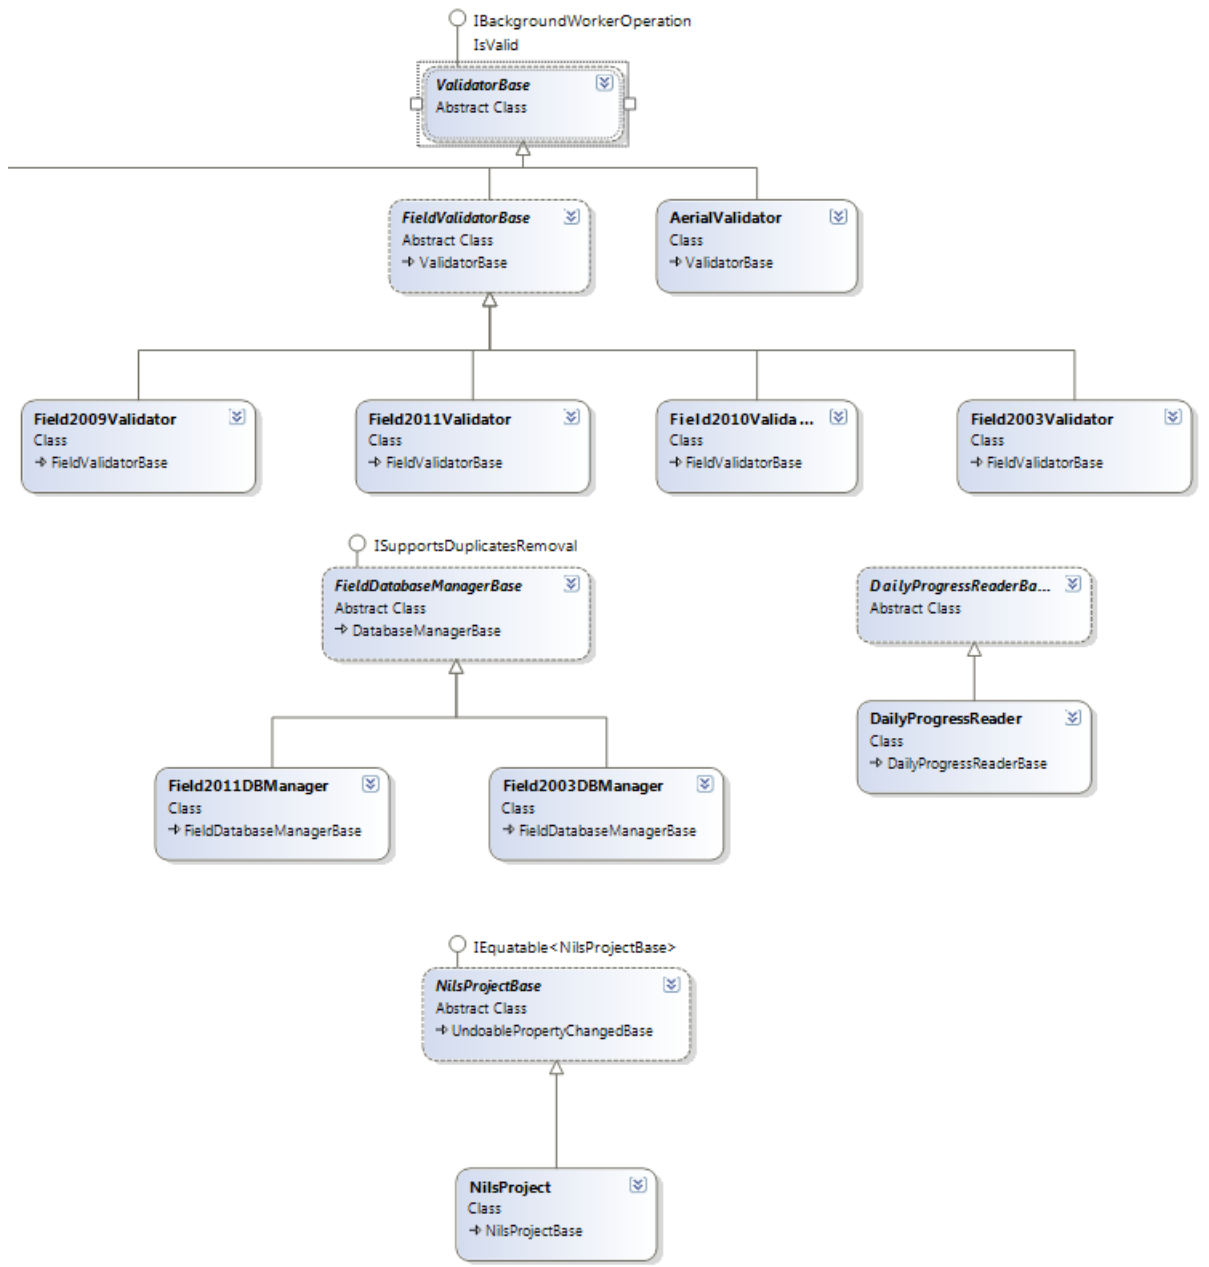 IBackgroundWorkerOperation
IsValid
ValidatorBase
Abstract Class
FieldValidatorBase
Abstract Class
ValidatorBase
AerialValidator
Class
ValidatorBase
Field2009Validator
Class
FieldValidatorBase
Field2011Validator
Class
FieldValidatorBase
Field2010Valida...
Class
FieldValidatorBase
Field2003Validator
Class
FieldValidatorBase
ISupportsDuplicatesRemoval
FieldDatabaseManagerBase
Abstract Class
DatabaseManagerBase
DailyProgressReaderBa...
Abstract Class
DailyProgressReader
Class
DailyProgressReaderBase
Field2011DBManager
Class
FieldDatabaseManagerBase
Field2003DBManager
Class
FieldDatabaseManagerBase
IEquatable<NilsProjectBase>
NilsProjectBase
Abstract Class
UndoablePropertyChangedBase
NilsProject
Class
NilsProjectBase